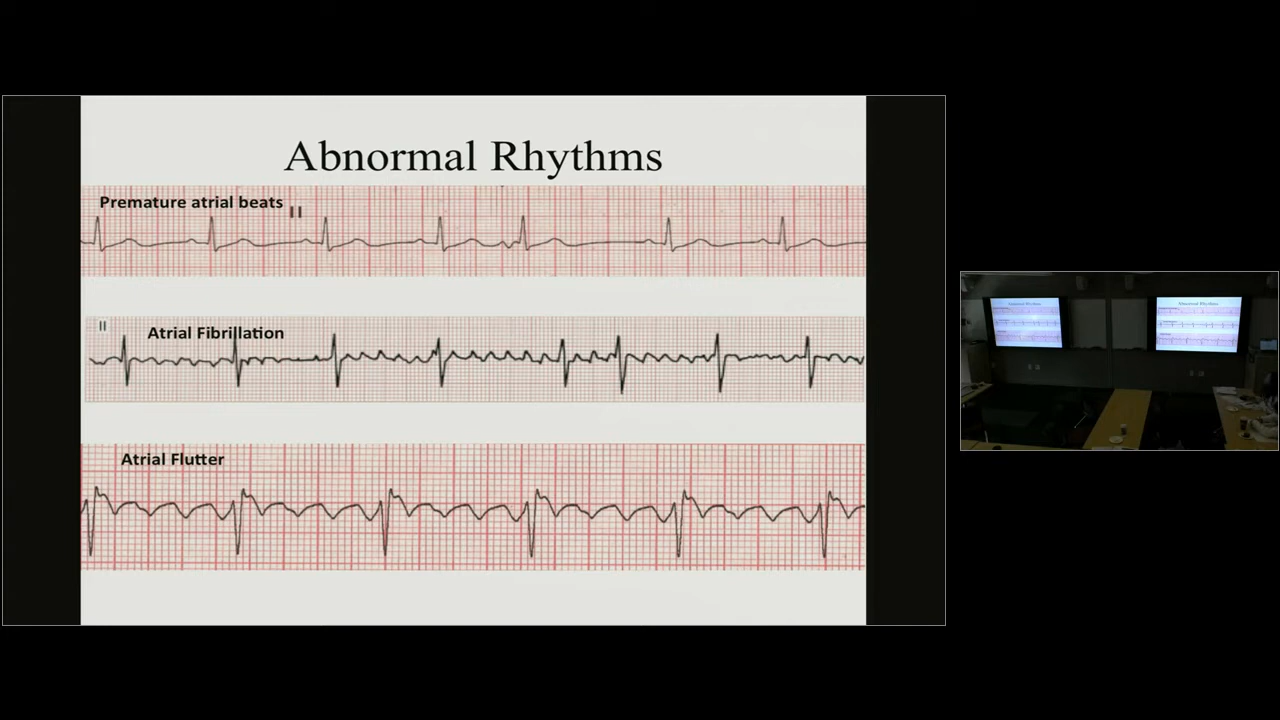 Abnormal Rhythms
Premature atrial beats
II
II
Atrial Fibrillation
Atrial Flutter